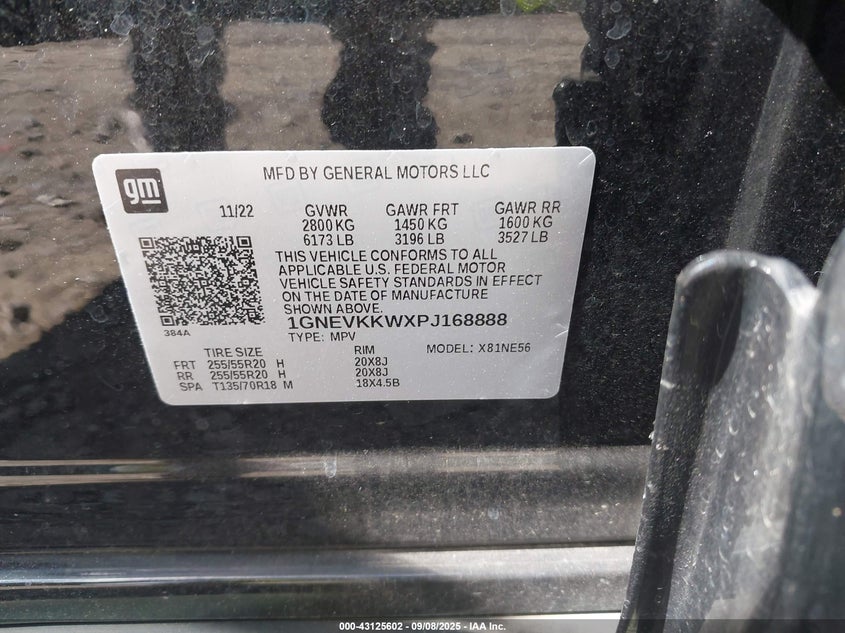 gm
MFD BY GENERAL MOTORS LLC
11/22 GVWR GAWR FRT GAWR RR
2800 KG 1450 KG 1600 KG
6173 LB 3196 LB 3527 LB
THIS VEHICLE CONFORMS TO ALL
APPLICABLE U.S. FEDERAL MOTOR
VEHICLE SAFETY STANDARDS IN EFFECT
ON THE DATE OF MANUFACTURE
SHOWN ABOVE.
384A
1GNEVKKWXPJ168888
TYPE: MPV
MODEL: X81NE56
TIRE SIZE RIM
FRT 255/55R20 H 20X8J
RR 255/55R20 H 20X8J
SPA T135/70R18 M 18X4.5B
000-43125602 - 09/08/2025 - IAA Inc.